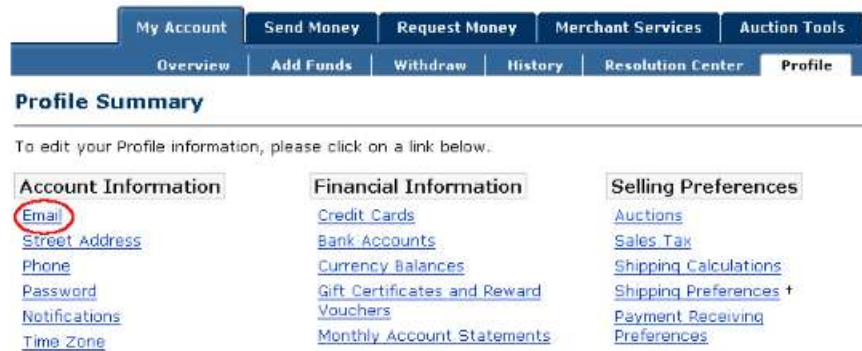 My Account Send Money Request Money Merchant Services Auction Tools
Overview Add Funds Withdraw History Resolution Center Profile
Profile Summary
To edit your Profile information, please click on a link below.
Account Information
Email
Street Address
Phone
Password
Notifications
Time Zone
Financial Information
Credit Cards
Bank Accounts
Currency Balances
Gift Certificates and Reward
Vouchers
Monthly Account Statements
Selling Preferences
Auctions
Sales Tax
Shipping Calculations
Shipping Preferences †
Payment Receiving
Preferences